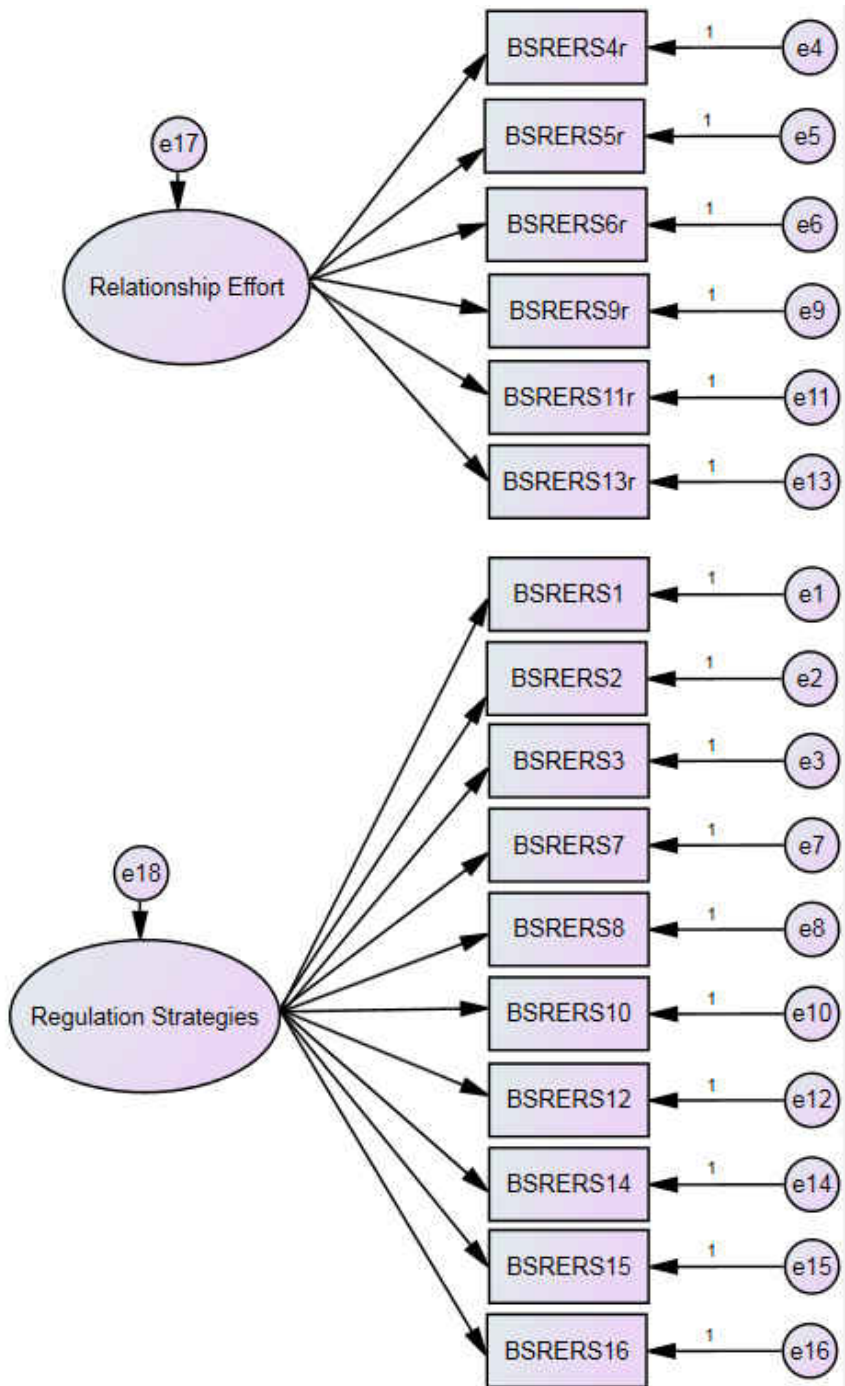 BSRERS4r 1 e4
e17
BSRERS5r 1 e5
BSRERS6r 1 e6
Relationship Effort
BSRERS9r 1 e9
BSRERS11r 1 e11
BSRERS13r 1 e13
BSRERS1 1 e1
BSRERS2 1 e2
BSRERS3 1 e3
BSRERS7 1 e7
e18
BSRERS8 1 e8
Regulation Strategies
BSRERS10 1 e10
BSRERS12 1 e12
BSRERS14 1 e14
BSRERS15 1 e15
BSRERS16 1 e16